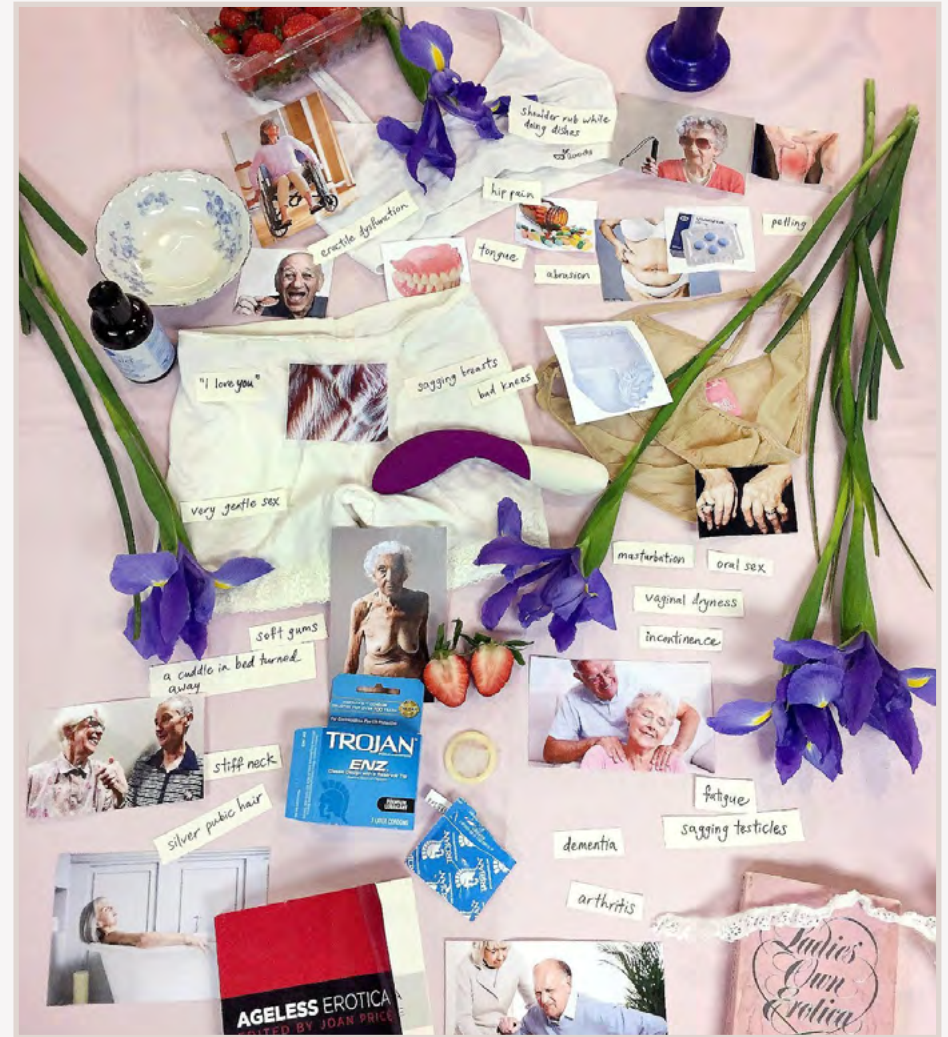 shoulder rub while
doing dishes
hip pain
petting
erectile dysfunction
tongue
abrasion
"I love you"
sagging breasts
bad knees
very gentle sex
masturbation
oral sex
vaginal dryness
incontinence
soft gums
a cuddle in bed turned
away
TROJAN
ENZ
stiff neck
fatigue
silver pubic hair
sagging testicles
dementia
arthritis
AGELESS EROTICA
EDITED BY JOAN PRICE
Ladies'
Own
Erotica